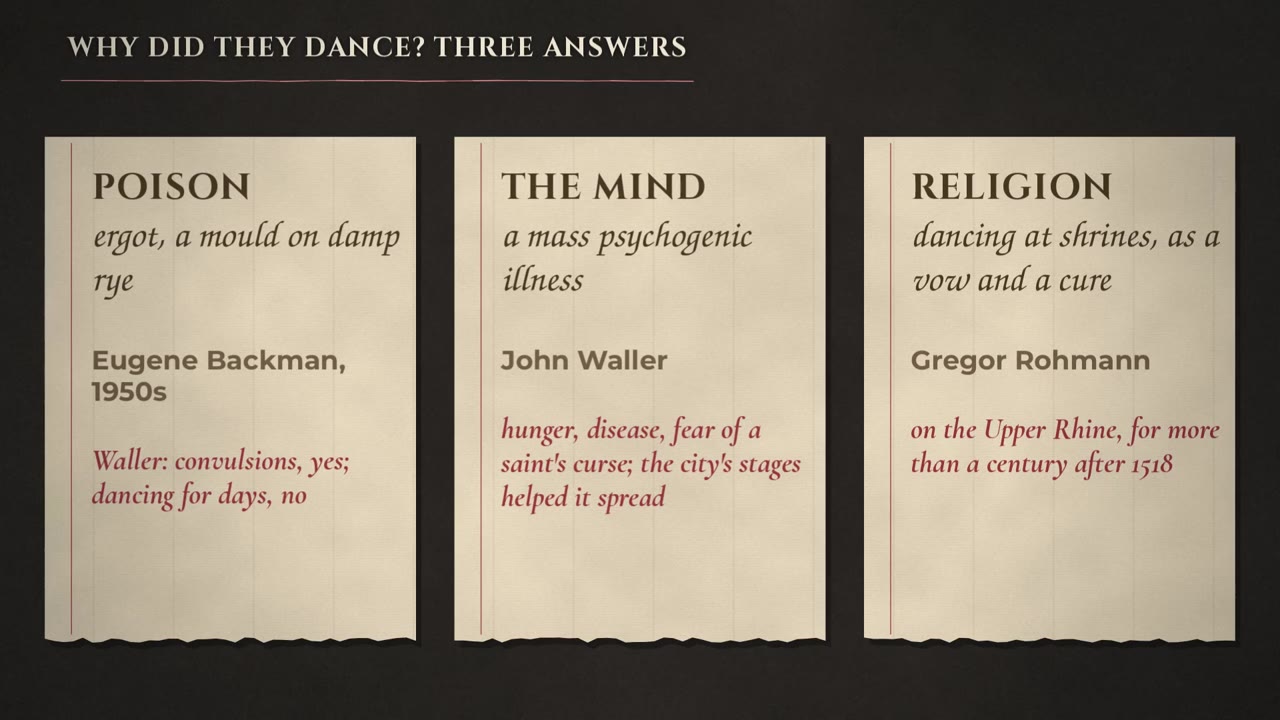 WHY DID THEY DANCE? THREE ANSWERS
POISON
ergot, a mould on damp
rye
Eugene Backman,
1950s
Waller: convulsions, yes;
dancing for days, no
THE MIND
a mass psychogenic
illness
John Waller
hunger, disease, fear of a
saint's curse; the city's stages
helped it spread
RELIGION
dancing at shrines, as a
vow and a cure
Gregor Rohmann
on the Upper Rhine, for more
than a century after 1518